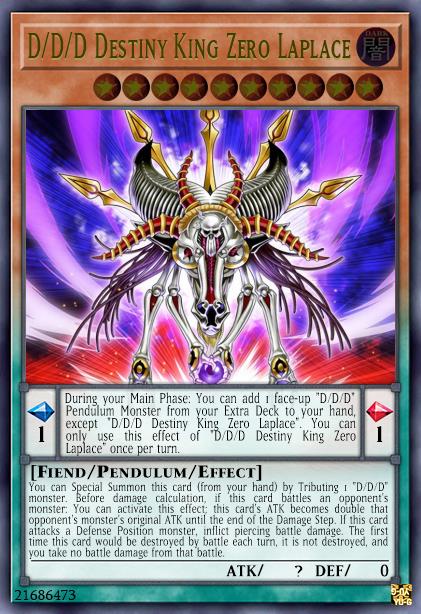 D/D/D Destiny King Zero Laplace
DARK
闇
During your Main Phase: You can add 1 face-up "D/D/D"
Pendulum Monster from your Extra Deck to your hand,
except "D/D/D Destiny King Zero Laplace". You can
only use this effect of "D/D/D Destiny King Zero
Laplace" once per turn.
1
1
[Fiend/Pendulum/Effect]
You can Special Summon this card (from your hand) by Tributing 1 "D/D/D"
monster. Before damage calculation, if this card battles an opponent's
monster: You can activate this effect; this card's ATK becomes double that
opponent's monster's original ATK until the end of the Damage Step. If this card
attacks a Defense Position monster, inflict piercing battle damage. The first
time this card would be destroyed by battle each turn, it is not destroyed, and
you take no battle damage from that battle.
ATK/ ? DEF/ 0
21686473